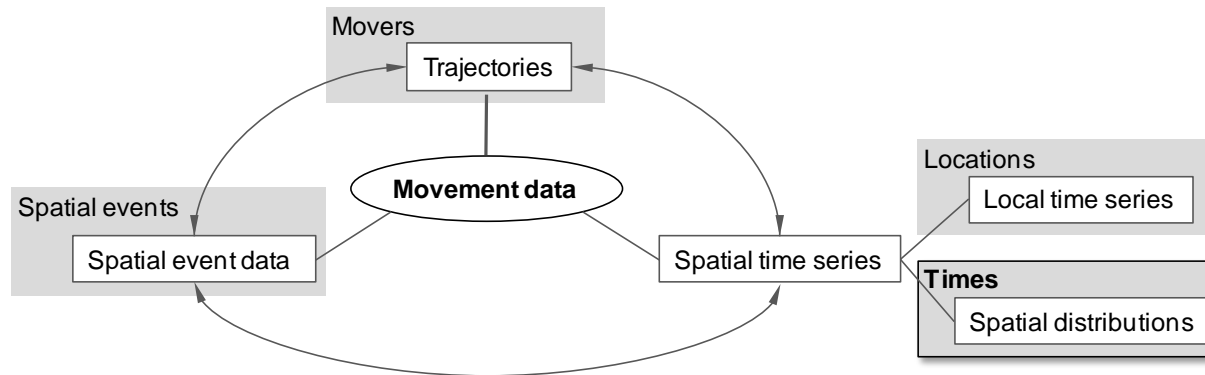 Movers
Trajectories
Movement data
Locations
Local time series
Spatial events
Spatial event data
Spatial time series
Times
Spatial distributions